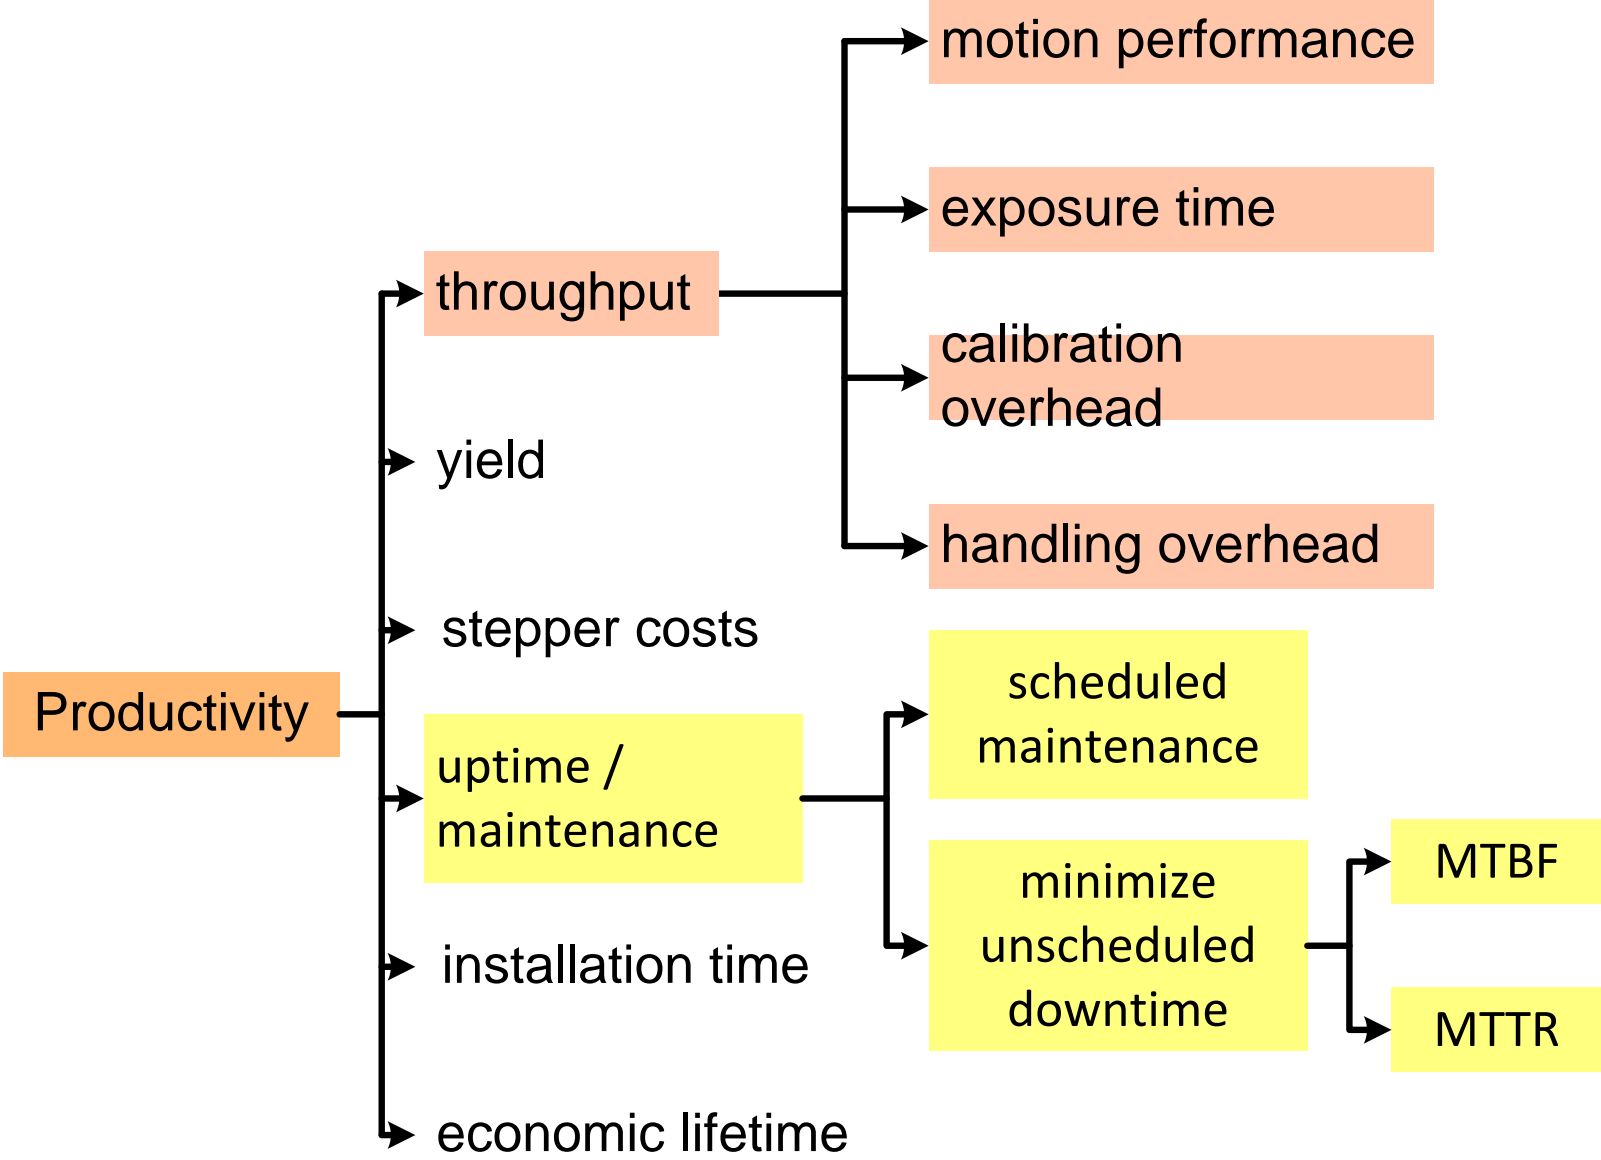 Productivity
throughput
yield
stepper costs
uptime /
maintenance
installation time
economic lifetime
motion performance
exposure time
calibration
overhead
handling overhead
scheduled
maintenance
minimize
unscheduled
downtime
MTBF
MTTR